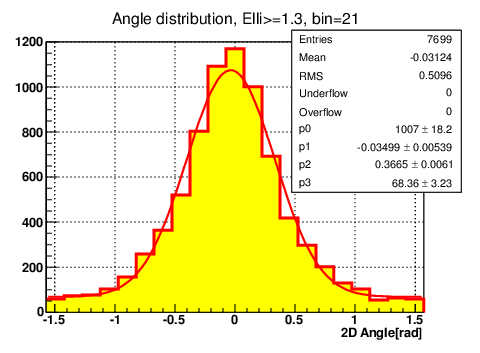 Angle distribution, Elli>=1.3, bin=21
Entries 7699
Mean -0.03124
RMS 0.5096
Underflow 0
Overflow 0
p0 1007 ± 18.2
p1 -0.03499 ± 0.00539
p2 0.3665 ± 0.0061
p3 68.36 ± 3.23
1200
1000
800
600
400
200
0
-1.5 -1 -0.5 0 0.5 1 1.5
2D Angle[rad]